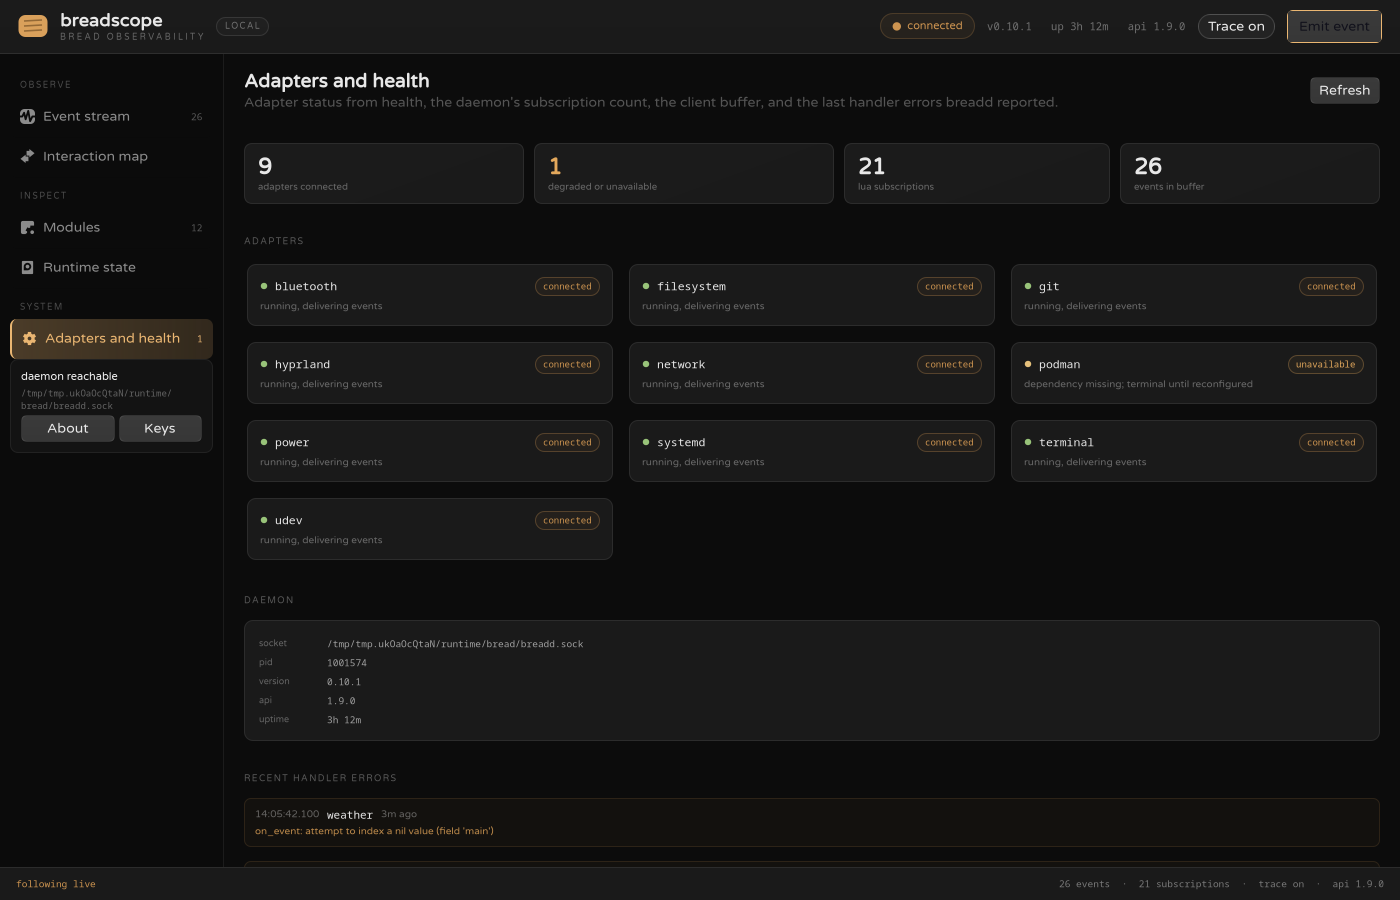 breadscope
BREAD OBSERVABILITY
LOCAL
connected
v0.10.1
up 3h 12m
api 1.9.0
Trace on
Emit event
OBSERVE
Event stream 26
Interaction map
INSPECT
Modules 12
Runtime state
SYSTEM
Adapters and health 1
daemon reachable
/tmp/tmp.ukOaOcQtaN/runtime/
bread/breadd.sock
About
Keys
Adapters and health
Adapter status from health, the daemon's subscription count, the client buffer, and the last handler errors breadd reported.
Refresh
9
adapters connected
1
degraded or unavailable
21
lua subscriptions
26
events in buffer
ADAPTERS
bluetooth connected
running, delivering events
filesystem connected
running, delivering events
git connected
running, delivering events
hyprland connected
running, delivering events
network connected
running, delivering events
podman unavailable
dependency missing; terminal until reconfigured
power connected
running, delivering events
systemd connected
running, delivering events
terminal connected
running, delivering events
udev connected
running, delivering events
DAEMON
socket /tmp/tmp.ukOaOcQtaN/runtime/bread/breadd.sock
pid 1001574
version 0.10.1
api 1.9.0
uptime 3h 12m
RECENT HANDLER ERRORS
14:05:42.100 weather 3m ago
on_event: attempt to index a nil value (field 'main')
following live
26 events · 21 subscriptions · trace on · api 1.9.0